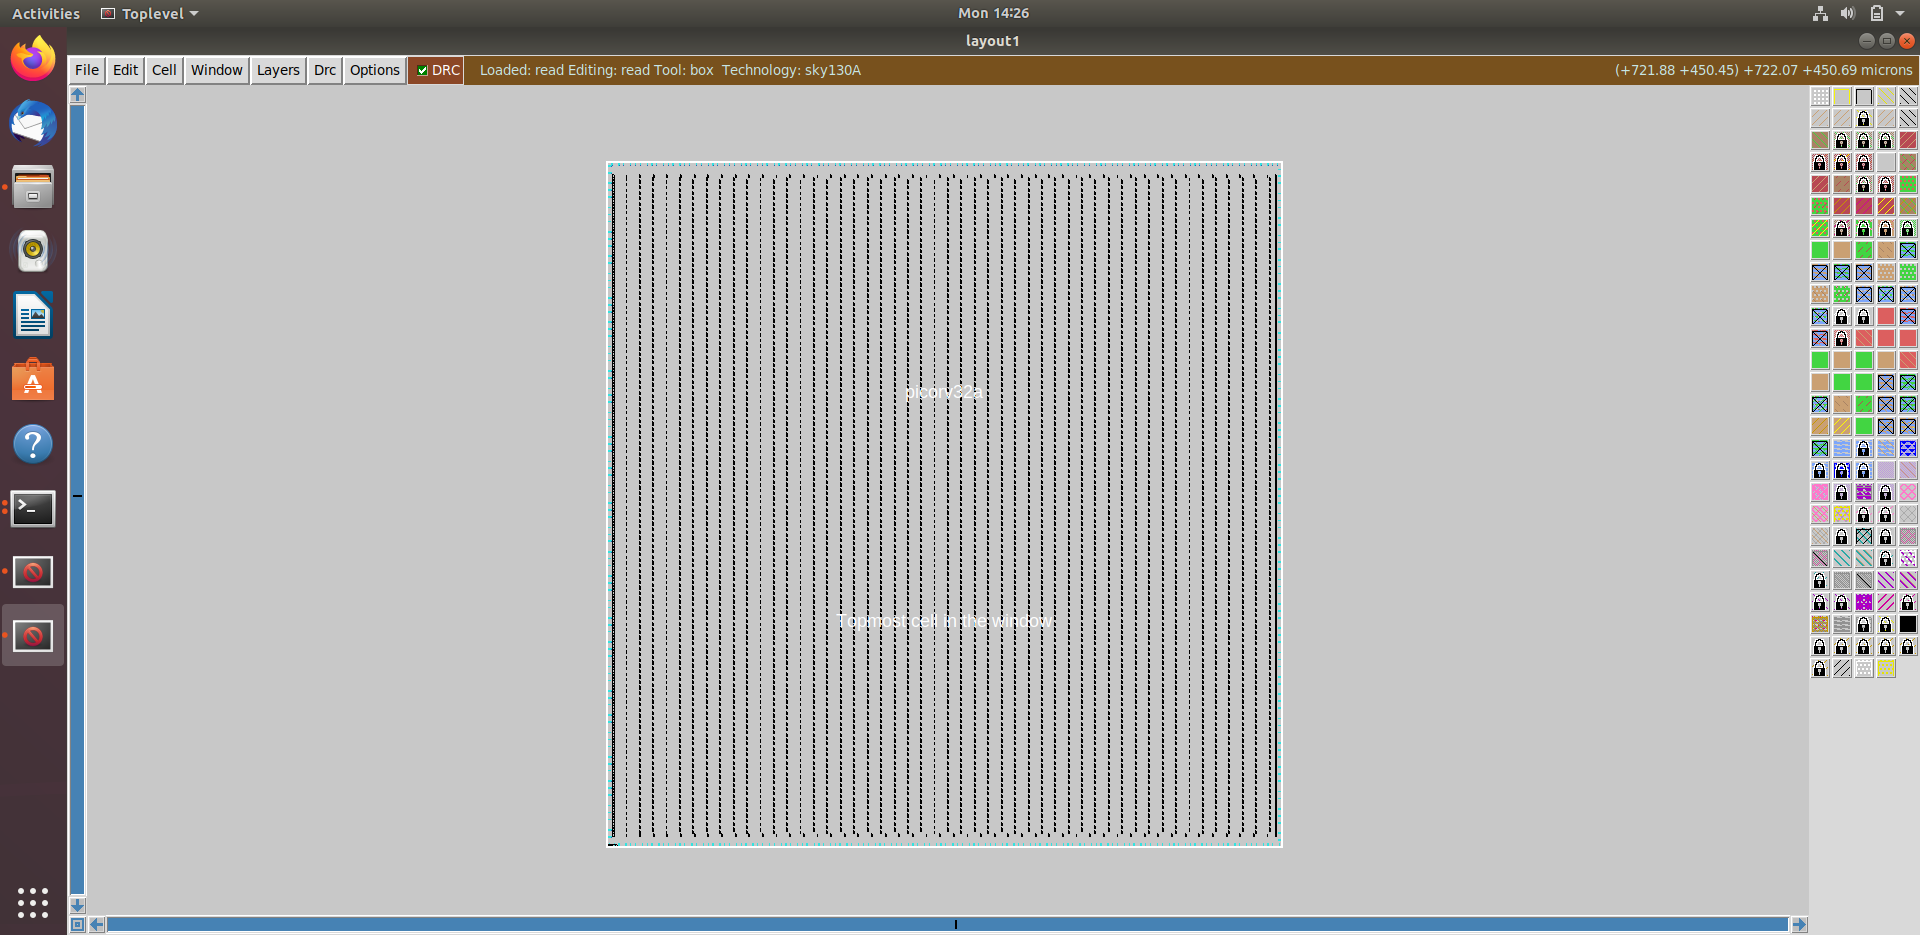 Activities Toplevel Mon 14:26
layout1
File Edit Cell Window Layers Drc Options DRC Loaded: read Editing: read Tool: box Technology: sky130A (+721.88 +450.45) +722.07 +450.69 microns
picorv32a
Topmost cell in the window